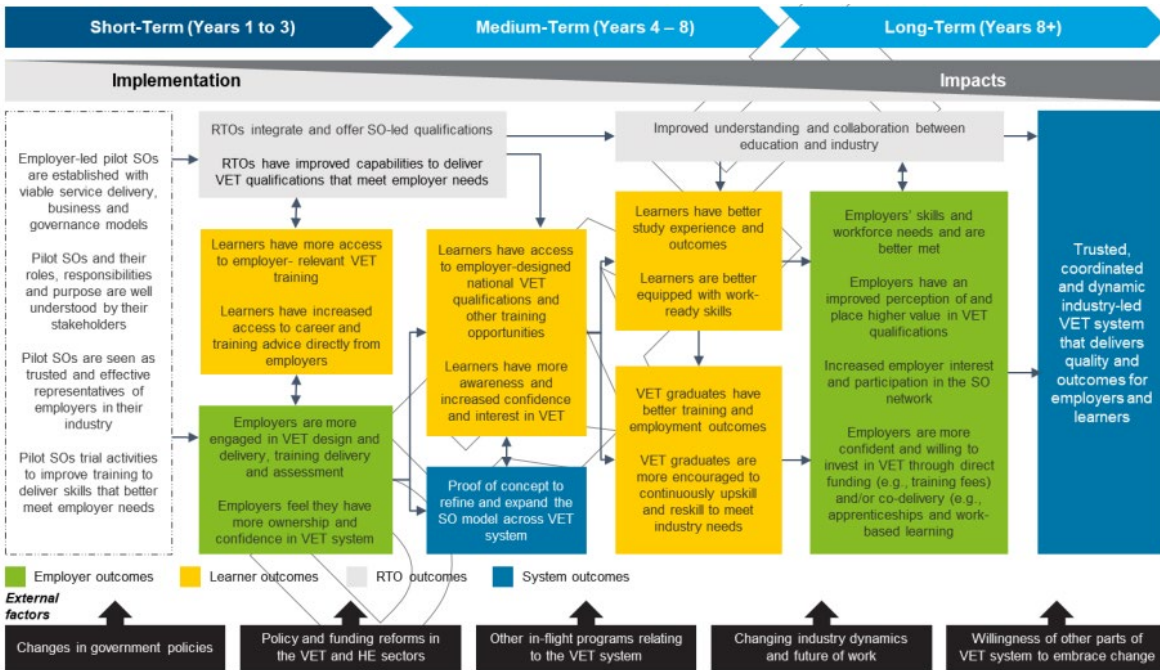 Short-Term (Years 1 to 3)
Medium-Term (Years 4 – 8)
Long-Term (Years 8+)
Implementation
Impacts
Employer-led pilot SOs
are established with
viable service delivery,
business and
governance models
Pilot SOs and their
roles, responsibilities
and purpose are well
understood by their
stakeholders
Pilot SOs are seen as
trusted and effective
representatives of
employers in their
industry
Pilot SOs trial activities
to improve training to
deliver skills that better
meet employer needs
RTOs integrate and offer SO-led qualifications
RTOs have improved capabilities to deliver
VET qualifications that meet employer needs
Learners have more access
to employer- relevant VET
training
Learners have increased
access to career and
training advice directly from
employers
Employers are more
engaged in VET design and
delivery, training delivery
and assessment
Employers feel they have
more ownership and
confidence in VET system
Learners have access
to employer-designed
national VET
qualifications and
other training
opportunities
Learners have more
awareness and
increased confidence
and interest in VET
Proof of concept to
refine and expand the
SO model across VET
system
Improved understanding and collaboration between
education and industry
Learners have better
study experience and
outcomes
Learners are better
equipped with work-
ready skills
VET graduates have
better training and
employment outcomes
VET graduates are
more encouraged to
continuously upskill
and reskill to meet
industry needs
Employers' skills and
workforce needs and are
better met
Employers have an
improved perception of and
place higher value in VET
qualifications
Increased employer interest
and participation in the SO
network
Employers are more
confident and willing to
invest in VET through direct
funding (e.g., training fees)
and/or co-delivery (e.g.,
apprenticeships and work-
based learning
Trusted,
coordinated
and dynamic
industry-led
VET system
that delivers
quality and
outcomes for
employers and
learners
Employer outcomes
Learner outcomes
RTO outcomes
System outcomes
External
factors
Changes in government policies
Policy and funding reforms in
the VET and HE sectors
Other in-flight programs relating
to the VET system
Changing industry dynamics
and future of work
Willingness of other parts of
VET system to embrace change